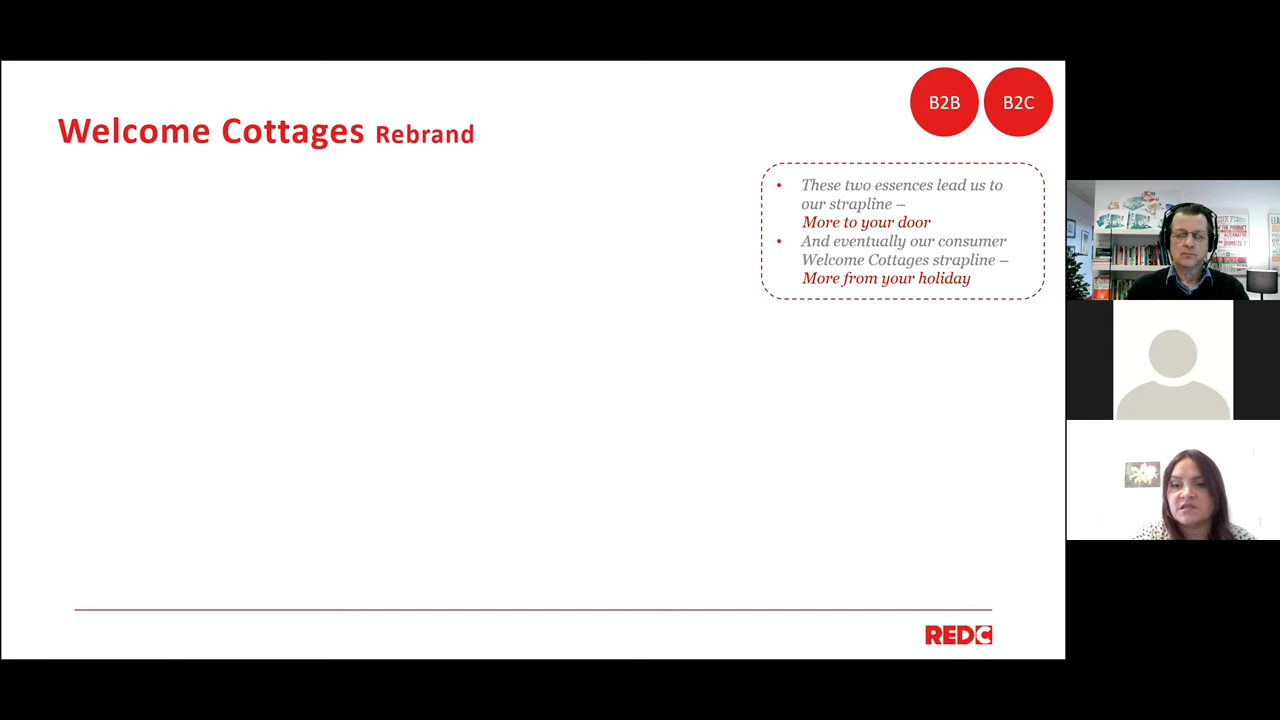 B2B
B2C
Welcome Cottages Rebrand
• These two essences lead us to
our strapline –
More to your door
• And eventually our consumer
Welcome Cottages strapline –
More from your holiday
REDC